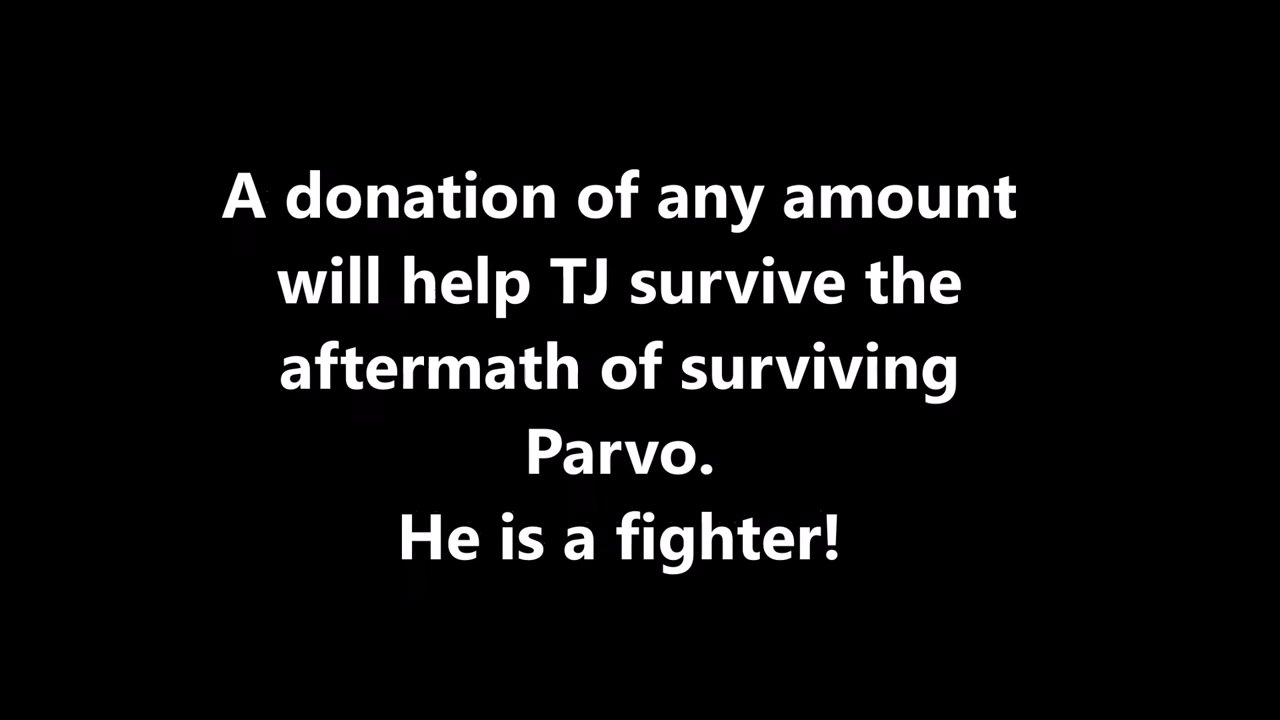 A donation of any amount
will help TJ survive the
aftermath of surviving
Parvo.
He is a fighter!